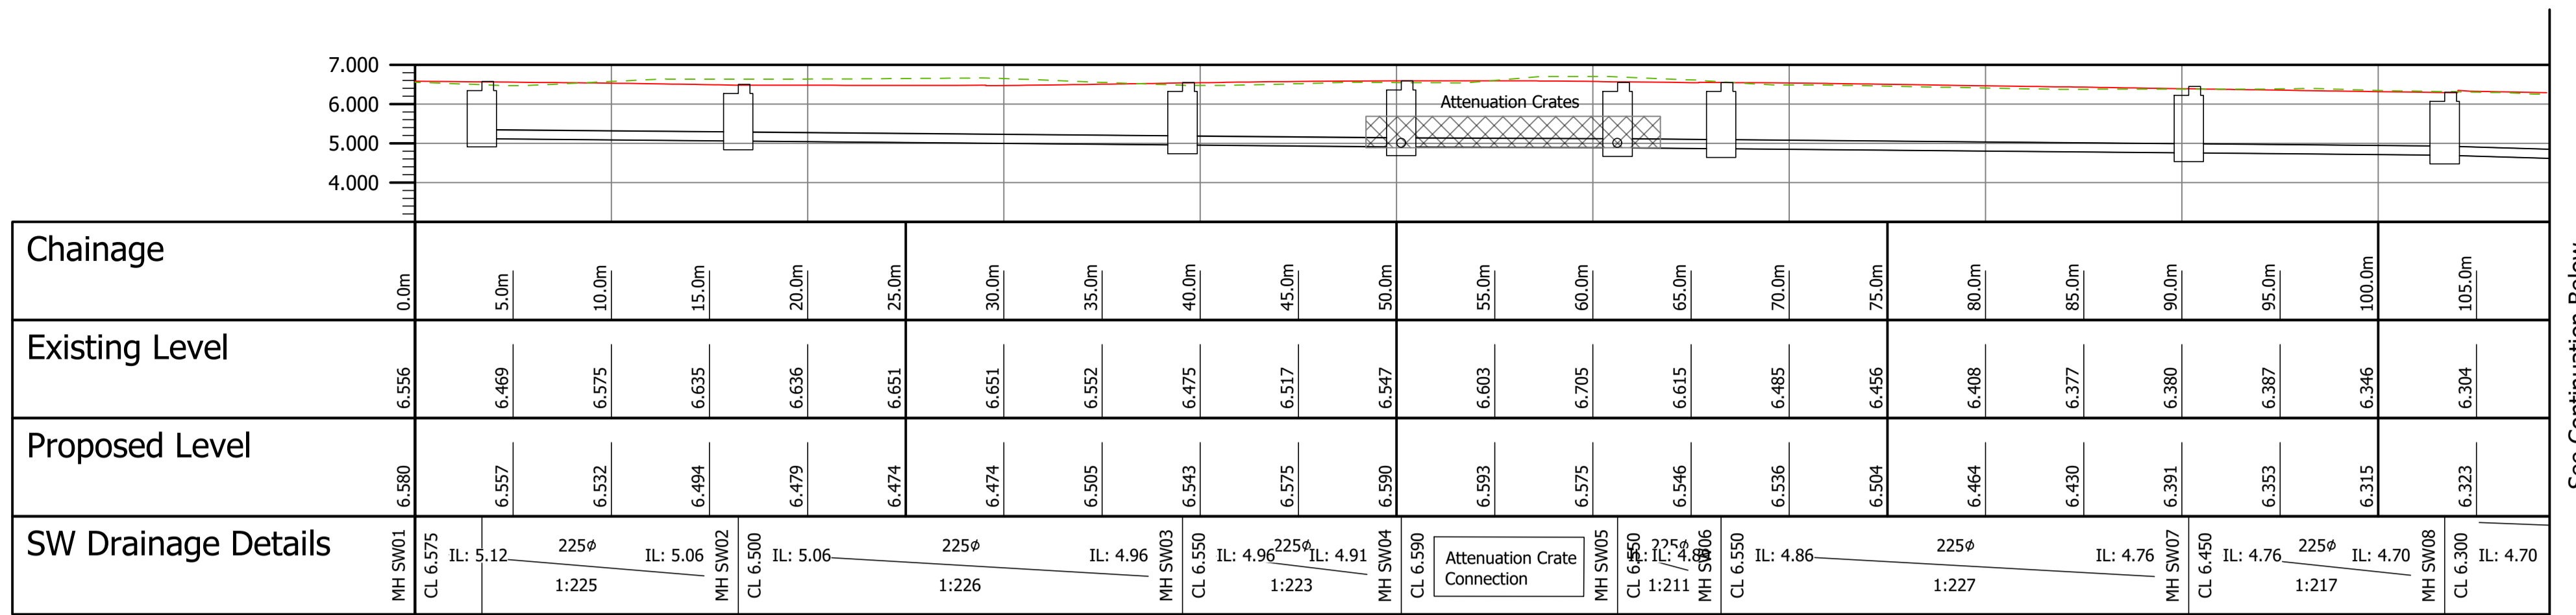 7.000
6.000
5.000
4.000
Attenuation Crates
Chainage
0.0m 5.0m 10.0m 15.0m 20.0m 25.0m 30.0m 35.0m 40.0m 45.0m 50.0m 55.0m 60.0m 65.0m 70.0m 75.0m 80.0m 85.0m 90.0m 95.0m 100.0m 105.0m
Existing Level
6.556 6.469 6.575 6.635 6.636 6.651 6.651 6.552 6.475 6.517 6.547 6.603 6.705 6.615 6.485 6.456 6.408 6.377 6.380 6.387 6.346 6.304
Proposed Level
6.580 6.557 6.532 6.494 6.479 6.474 6.474 6.505 6.543 6.575 6.590 6.593 6.575 6.546 6.536 6.504 6.464 6.430 6.391 6.353 6.315 6.323
SW Drainage Details
MH SW01
CL 6.575
IL: 5.12
225ø
1:225
IL: 5.06
MH SW02
CL 6.500
IL: 5.06
225ø
1:226
IL: 4.96
MH SW03
CL 6.550
IL: 4.96
225ø
1:223
IL: 4.91
MH SW04
CL 6.590
Attenuation Crate
Connection
MH SW05
CL 6.550
225ø
1:211
MH SW06
CL 6.550
IL: 4.86
225ø
1:227
IL: 4.76
MH SW07
CL 6.450
IL: 4.76
225ø
1:217
IL: 4.70
MH SW08
CL 6.300
IL: 4.70
See Continuation Below